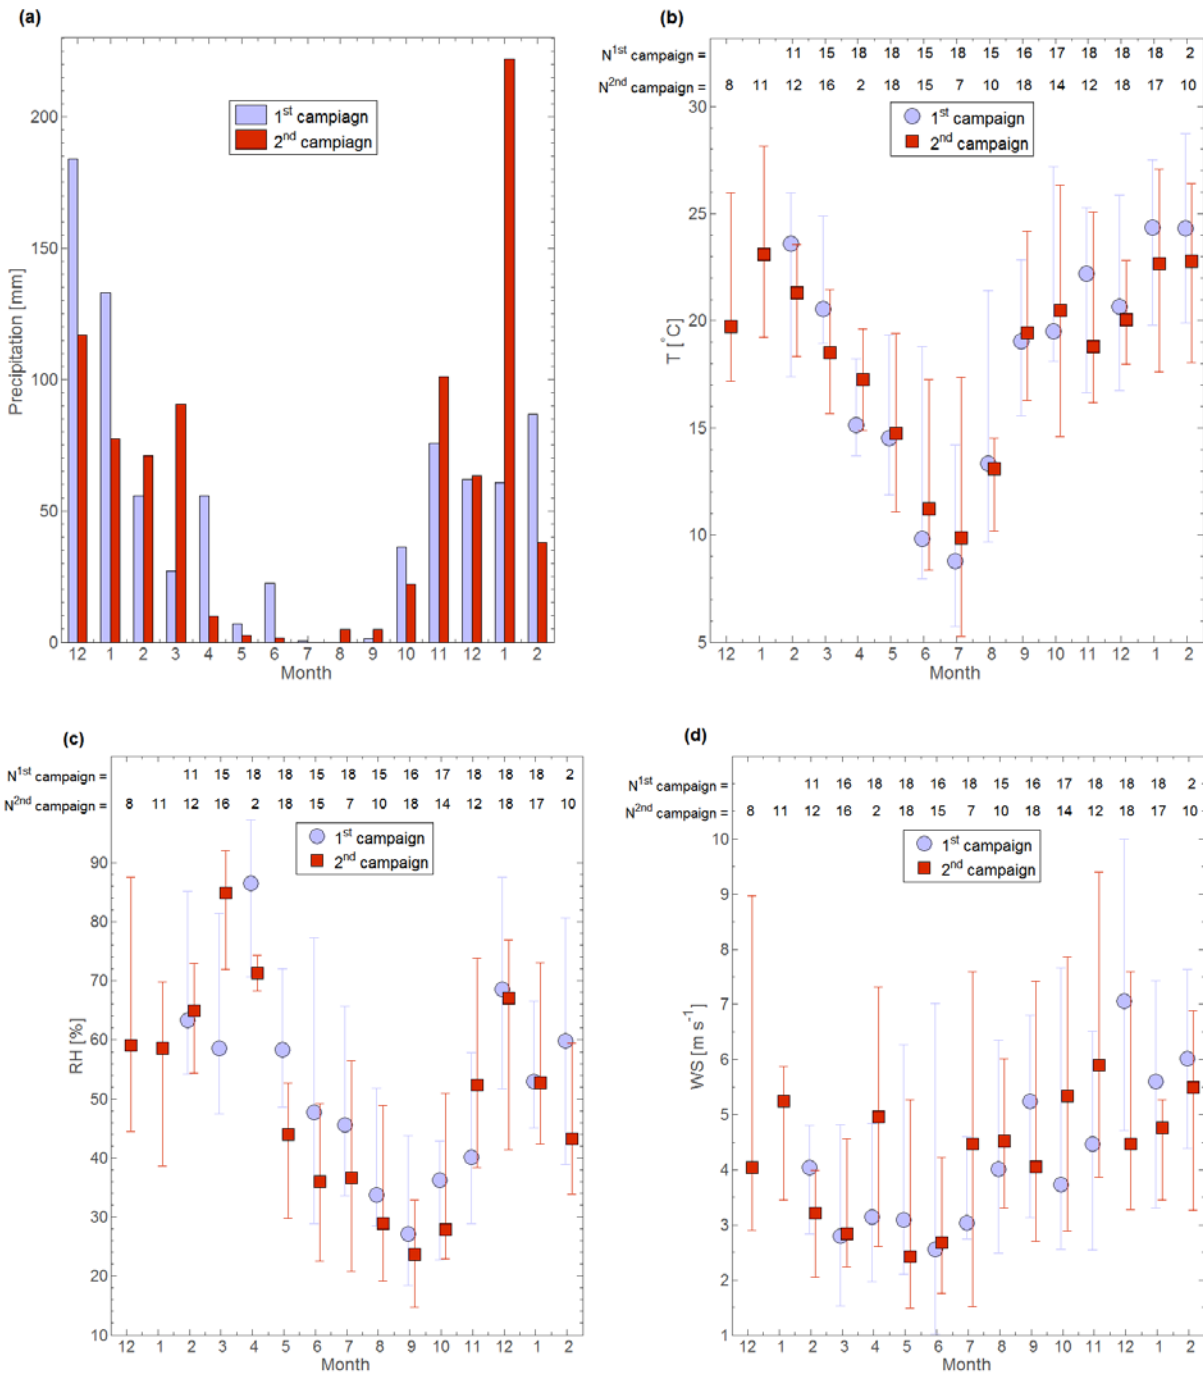 (a)
1st campiagn
2nd campiagn
Precipitation [mm]
200
150
100
50
0
12 1 2 3 4 5 6 7 8 9 10 11 12 1 2
Month
(b)
N1st campaign = 11 15 18 18 15 18 15 16 17 18 18 18 2
N2nd campaign = 8 11 12 16 2 18 15 7 10 18 14 12 18 17 10
1st campaign
2nd campaign
T [°C]
30
25
20
15
10
5
12 1 2 3 4 5 6 7 8 9 10 11 12 1 2
Month
(c)
N1st campaign = 11 15 18 18 15 18 15 16 17 18 18 18 2
N2nd campaign = 8 11 12 16 2 18 15 7 10 18 14 12 18 17 10
1st campaign
2nd campaign
RH [%]
90
80
70
60
50
40
30
20
10
12 1 2 3 4 5 6 7 8 9 10 11 12 1 2
Month
(d)
N1st campaign = 11 16 18 18 16 18 15 16 17 18 18 18 2
N2nd campaign = 8 11 12 16 2 18 15 7 10 18 14 12 18 17 10
1st campaign
2nd campaign
WS [m s-1]
10
9
8
7
6
5
4
3
2
1
12 1 2 3 4 5 6 7 8 9 10 11 12 1 2
Month